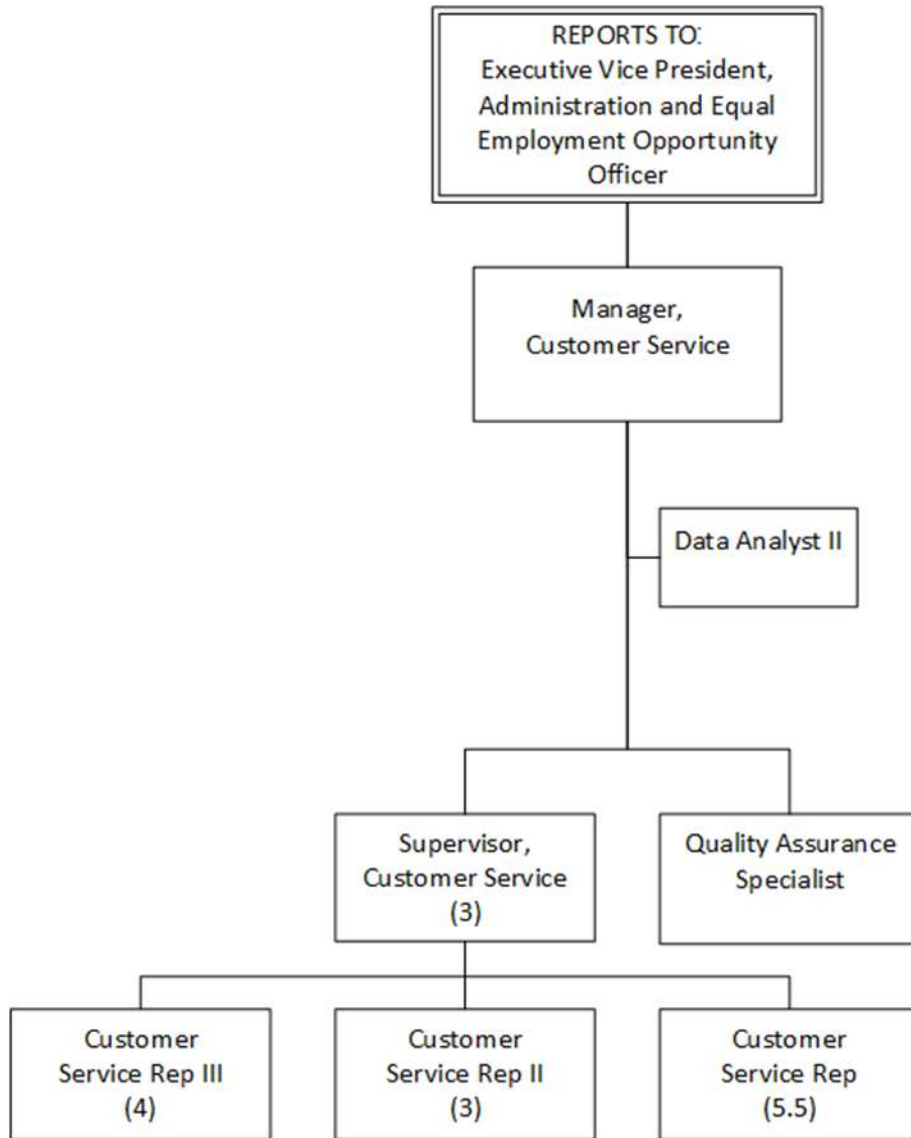 REPORTS TO:
Executive Vice President,
Administration and Equal
Employment Opportunity
Officer
Manager,
Customer Service
Data Analyst II
Supervisor,
Customer Service
(3)
Quality Assurance
Specialist
Customer
Service Rep III
(4)
Customer
Service Rep II
(3)
Customer
Service Rep
(5.5)